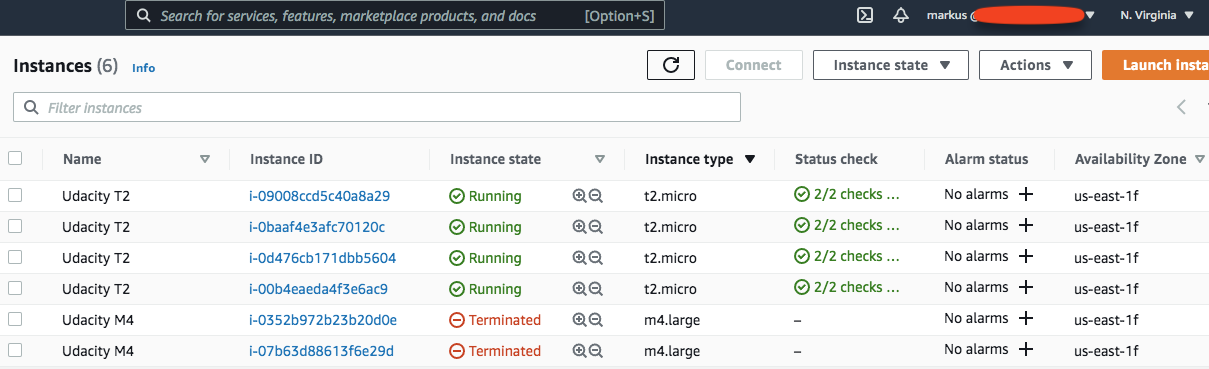 Search for services, features, marketplace products, and docs [Option+S] markus @ N. Virginia
Instances (6) Info Connect Instance state Actions Launch insta
Filter instances
Name Instance ID Instance state Instance type Status check Alarm status Availability Zone
Udacity T2 i-09008ccd5c40a8a29 Running t2.micro 2/2 checks ... No alarms + us-east-1f
Udacity T2 i-0baaf4e3afc70120c Running t2.micro 2/2 checks ... No alarms + us-east-1f
Udacity T2 i-0d476cb171dbb5604 Running t2.micro 2/2 checks ... No alarms + us-east-1f
Udacity T2 i-00b4eaeda4f3e6ac9 Running t2.micro 2/2 checks ... No alarms + us-east-1f
Udacity M4 i-0352b972b23b20d0e Terminated m4.large – No alarms + us-east-1f
Udacity M4 i-07b63d88613f6e29d Terminated m4.large – No alarms + us-east-1f